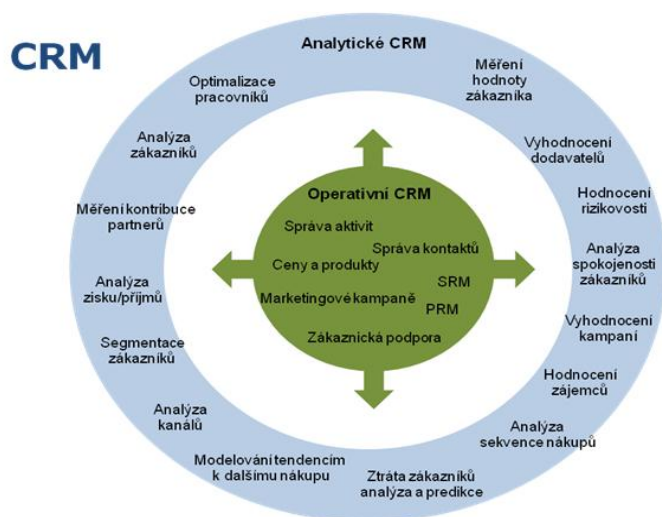 CRM
Analytické CRM
Optimalizace
pracovníků
Měření
hodnoty
zákazníka
Analýza
zákazníků
Vyhodnocení
dodavatelů
Měření kontribuce
partnerů
Hodnocení
rizikovosti
Analýza
zisku/příjmů
Analýza
spokojenosti
zákazníků
Segmentace
zákazníků
Vyhodnocení
kampaní
Analýza
kanálů
Hodnocení
zájemců
Modelování tendencím
k dalšímu nákupu
Analýza
sekvence nákupů
Ztráta zákazníků
analýza a predikce
Operativní CRM
Správa aktivit
Správa kontaktů
Ceny a produkty
SRM
Marketingové kampaně
PRM
Zákaznická podpora